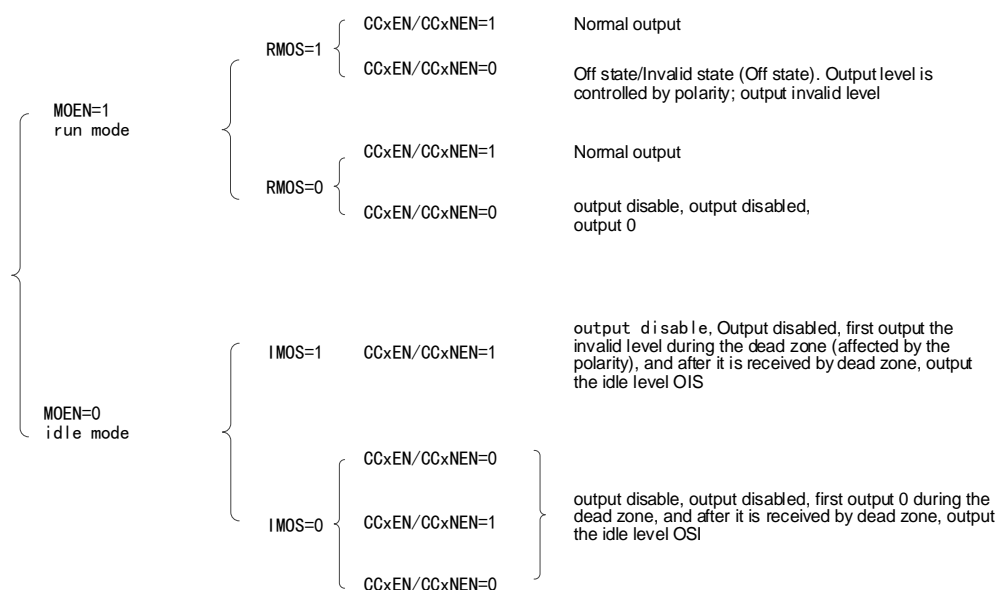 CCxEN/CCxNEN=1 Normal output
RMOS=1
CCxEN/CCxNEN=0 Off state/Invalid state (Off state). Output level is
controlled by polarity; output invalid level
MOEN=1
run mode
CCxEN/CCxNEN=1 Normal output
RMOS=0
CCxEN/CCxNEN=0 output disable, output disabled,
output 0
IMOS=1 CCxEN/CCxNEN=1 output disable, Output disabled, first output the
invalid level during the dead zone (affected by the
polarity), and after it is received by dead zone, output
the idle level OIS
MOEN=0
idle mode
CCxEN/CCxNEN=0
IMOS=0 CCxEN/CCxNEN=1 output disable, output disabled, first output 0 during the
dead zone, and after it is received by dead zone, output
the idle level OSI
CCxEN/CCxNEN=0